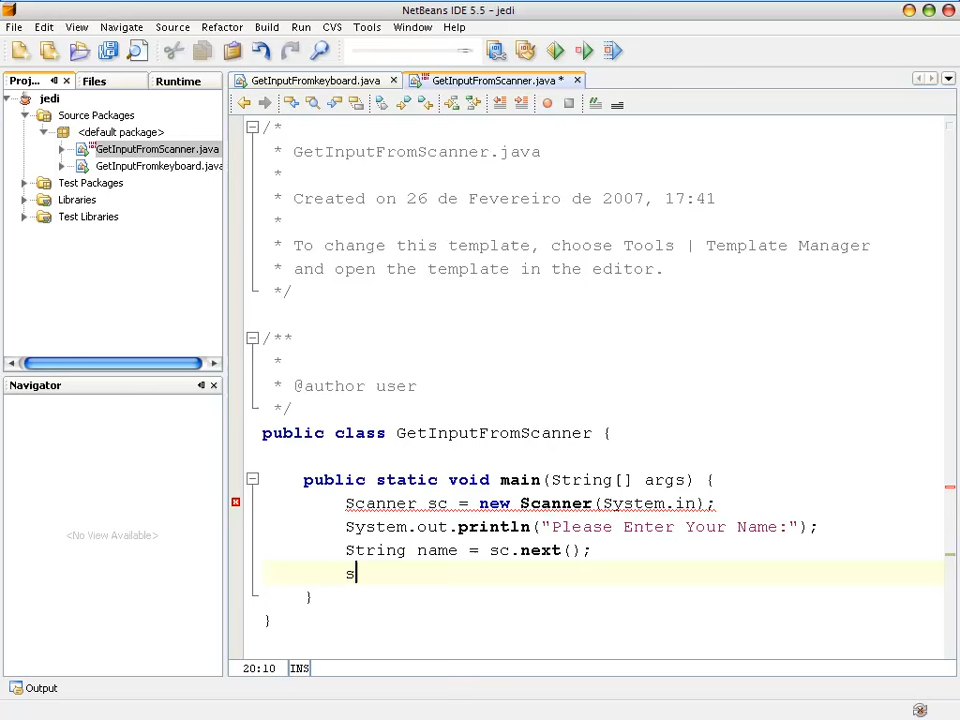 NetBeans IDE 5.5 - jedi
File Edit View Navigate Source Refactor Build Run CVS Tools Window Help
Proj... Files Runtime
GetInputFromkeyboard.java GetInputFromScanner.java *
jedi
Source Packages
<default package>
GetInputFromScanner.java
GetInputFromkeyboard.java
Test Packages
Libraries
Test Libraries
Navigator
<No View Available>
/*
* GetInputFromScanner.java
*
* Created on 26 de Fevereiro de 2007, 17:41
*
* To change this template, choose Tools | Template Manager
* and open the template in the editor.
*/
/**
*
* @author user
*/
public class GetInputFromScanner {
public static void main(String[] args) {
Scanner sc = new Scanner(System.in);
System.out.println("Please Enter Your Name:");
String name = sc.next();
s
}
}
20:10 INS
Output